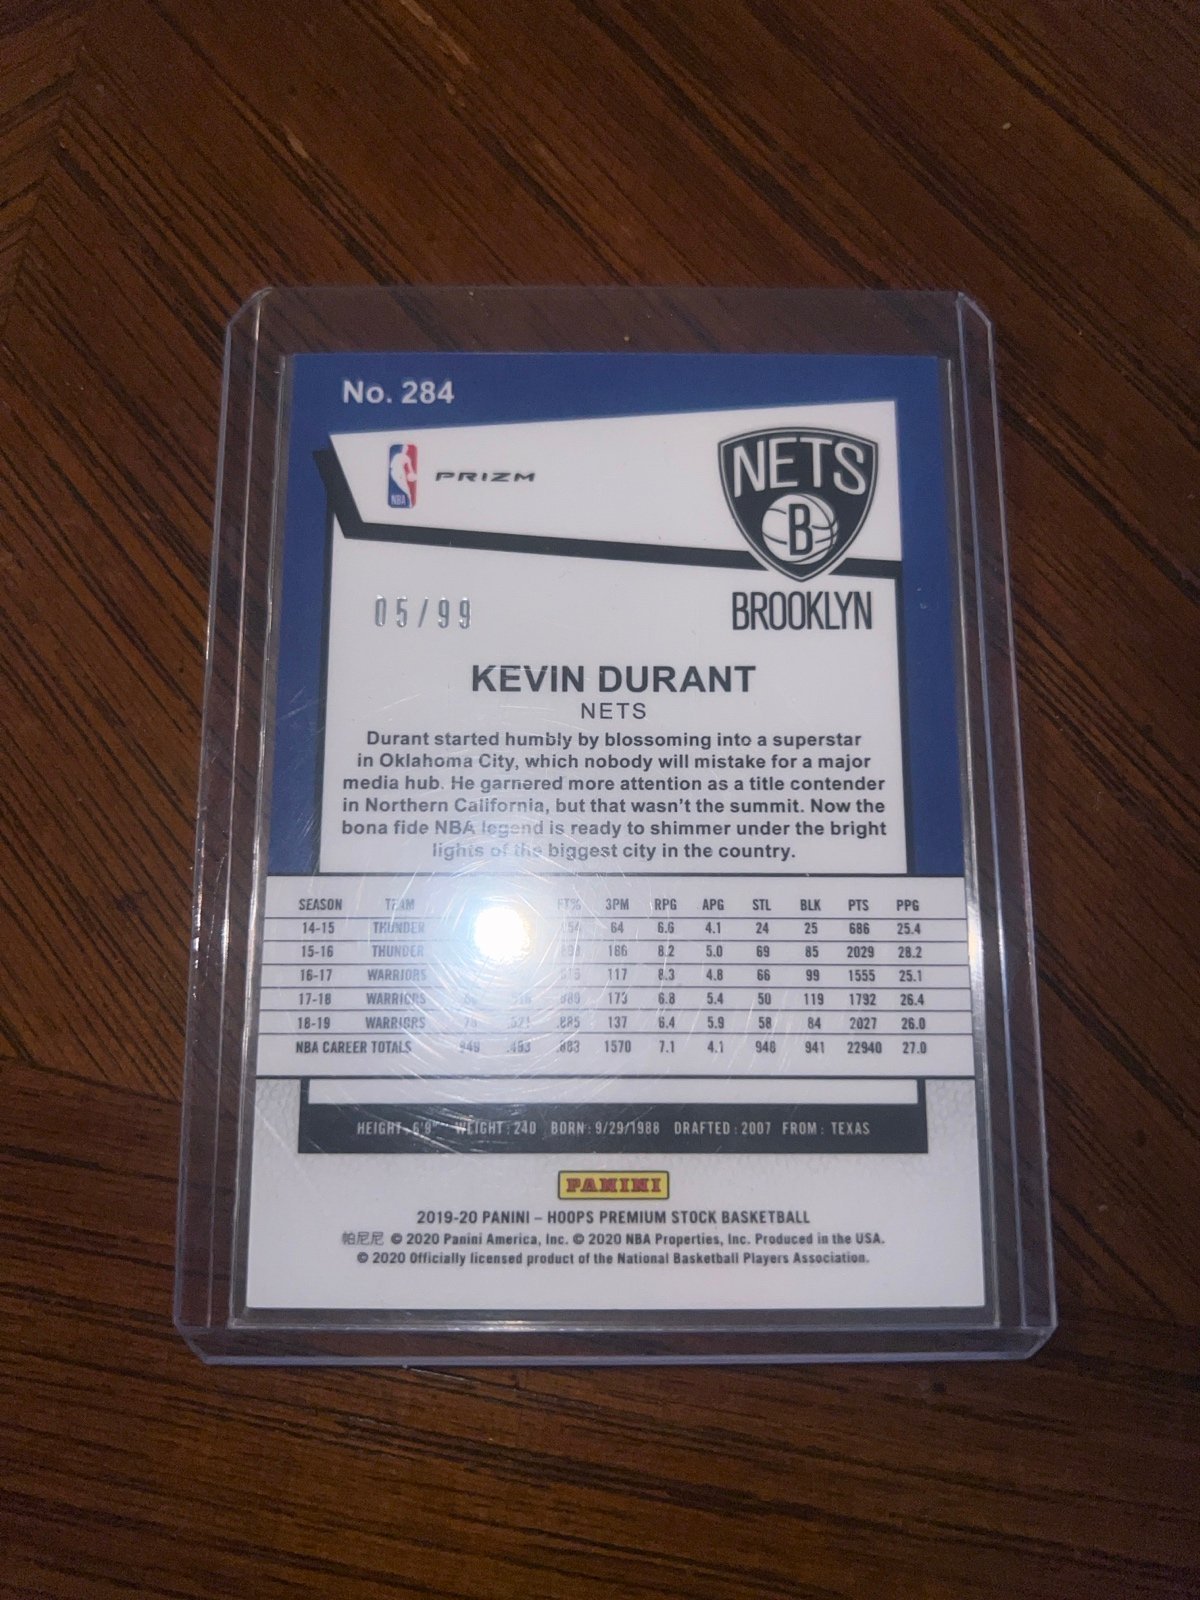 No. 284
NBA PRIZM
NETS
B
05/99
BROOKLYN
KEVIN DURANT
NETS
Durant started humbly by blossoming into a superstar
in Oklahoma City, which nobody will mistake for a major
media hub. He garnered more attention as a title contender
in Northern California, but that wasn't the summit. Now the
bona fide NBA legend is ready to shimmer under the bright
lights of the biggest city in the country.
SEASON TEAM FT% 3PM RPG APG STL BLK PTS PPG
14-15 THUNDER 64 6.6 4.1 24 25 686 25.4
15-16 THUNDER 166 8.2 5.0 69 85 2029 28.2
16-17 WARRIORS 117 8.3 4.8 66 99 1555 25.1
17-18 WARRIORS 173 6.8 5.4 50 119 1792 26.4
18-19 WARRIORS .521 .885 137 6.4 5.9 58 84 2027 26.0
NBA CAREER TOTALS 849 .493 .883 1570 7.1 4.1 948 941 22940 27.0
HEIGHT: 6'9" WEIGHT: 240 BORN: 9/29/1988 DRAFTED: 2007 FROM: TEXAS
PANINI
2019-20 PANINI – HOOPS PREMIUM STOCK BASKETBALL
帕尼尼 © 2020 Panini America, Inc. © 2020 NBA Properties, Inc. Produced in the USA.
© 2020 Officially licensed product of the National Basketball Players Association.